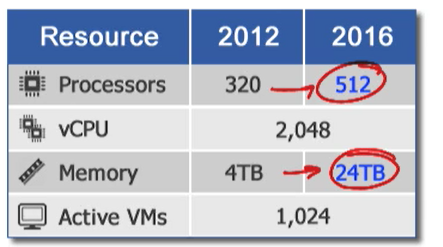 Resource 2012 2016
Processors 320 512
vCPU 2,048
Memory 4TB 24TB
Active VMs 1,024